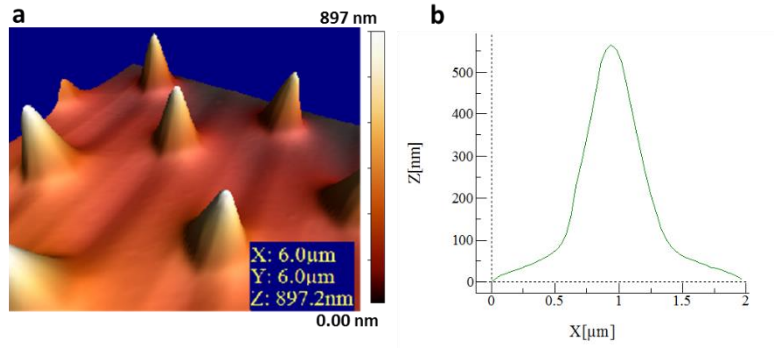 a
897 nm
X: 6.0µm
Y: 6.0µm
Z: 897.2nm
0.00 nm
b
Z[nm]
500
400
300
200
100
0
0
0.5
1
1.5
2
X[µm]